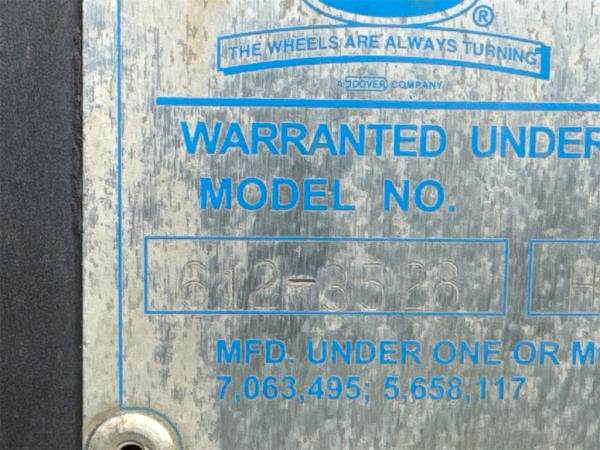 ®
THE WHEELS ARE ALWAYS TURNING
A DOVER COMPANY
WARRANTED UNDER
MODEL NO.
612-3528 H
MFD. UNDER ONE OR M
7,063,495; 5,658,117